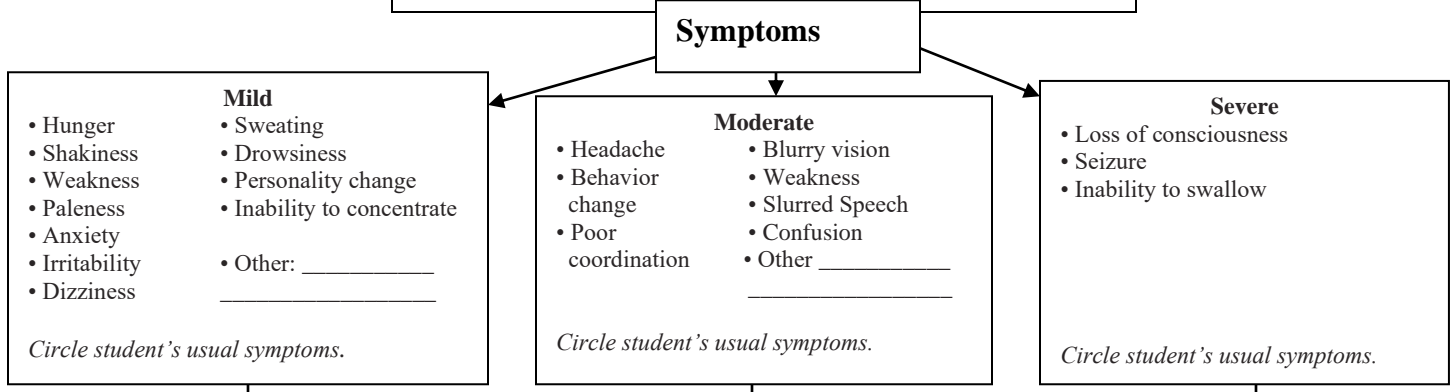 Symptoms
Mild
• Hunger
• Shakiness
• Weakness
• Paleness
• Anxiety
• Irritability
• Dizziness
• Sweating
• Drowsiness
• Personality change
• Inability to concentrate
• Other: ___________
__________________
Circle student’s usual symptoms.
Moderate
• Headache
• Behavior
change
• Poor
coordination
• Blurry vision
• Weakness
• Slurred Speech
• Confusion
• Other ___________
_________________
Circle student’s usual symptoms.
Severe
• Loss of consciousness
• Seizure
• Inability to swallow
Circle student’s usual symptoms.